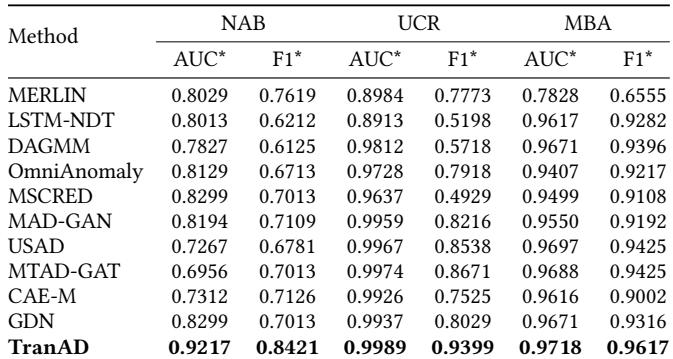 Method NAB UCR MBA
AUC* F1* AUC* F1* AUC* F1*
MERLIN 0.8029 0.7619 0.8984 0.7773 0.7828 0.6555
LSTM-NDT 0.8013 0.6212 0.8913 0.5198 0.9617 0.9282
DAGMM 0.7827 0.6125 0.9812 0.5718 0.9671 0.9396
OmniAnomaly 0.8129 0.6713 0.9728 0.7918 0.9407 0.9217
MSCRED 0.8299 0.7013 0.9637 0.4929 0.9499 0.9108
MAD-GAN 0.8194 0.7109 0.9959 0.8216 0.9550 0.9192
USAD 0.7267 0.6781 0.9967 0.8538 0.9697 0.9425
MTAD-GAT 0.6956 0.7013 0.9974 0.8671 0.9688 0.9425
CAE-M 0.7312 0.7126 0.9926 0.7525 0.9616 0.9002
GDN 0.8299 0.7013 0.9937 0.8029 0.9671 0.9316
TranAD 0.9217 0.8421 0.9989 0.9399 0.9718 0.9617